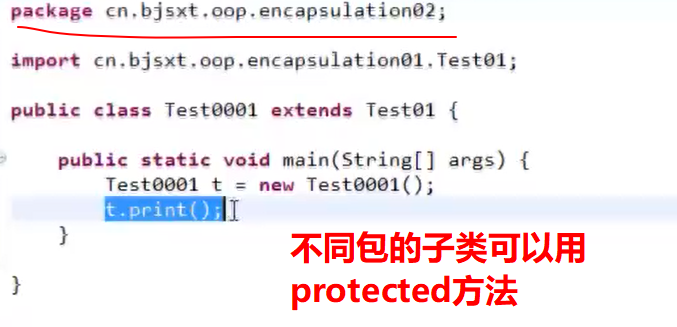 package cn.bjsxt.oop.encapsulation02;
import cn.bjsxt.oop.encapsulation01.Test01;
public class Test0001 extends Test01 {
public static void main(String[] args) {
Test0001 t = new Test0001();
t.print();
}
不同包的子类可以用
protected方法
}